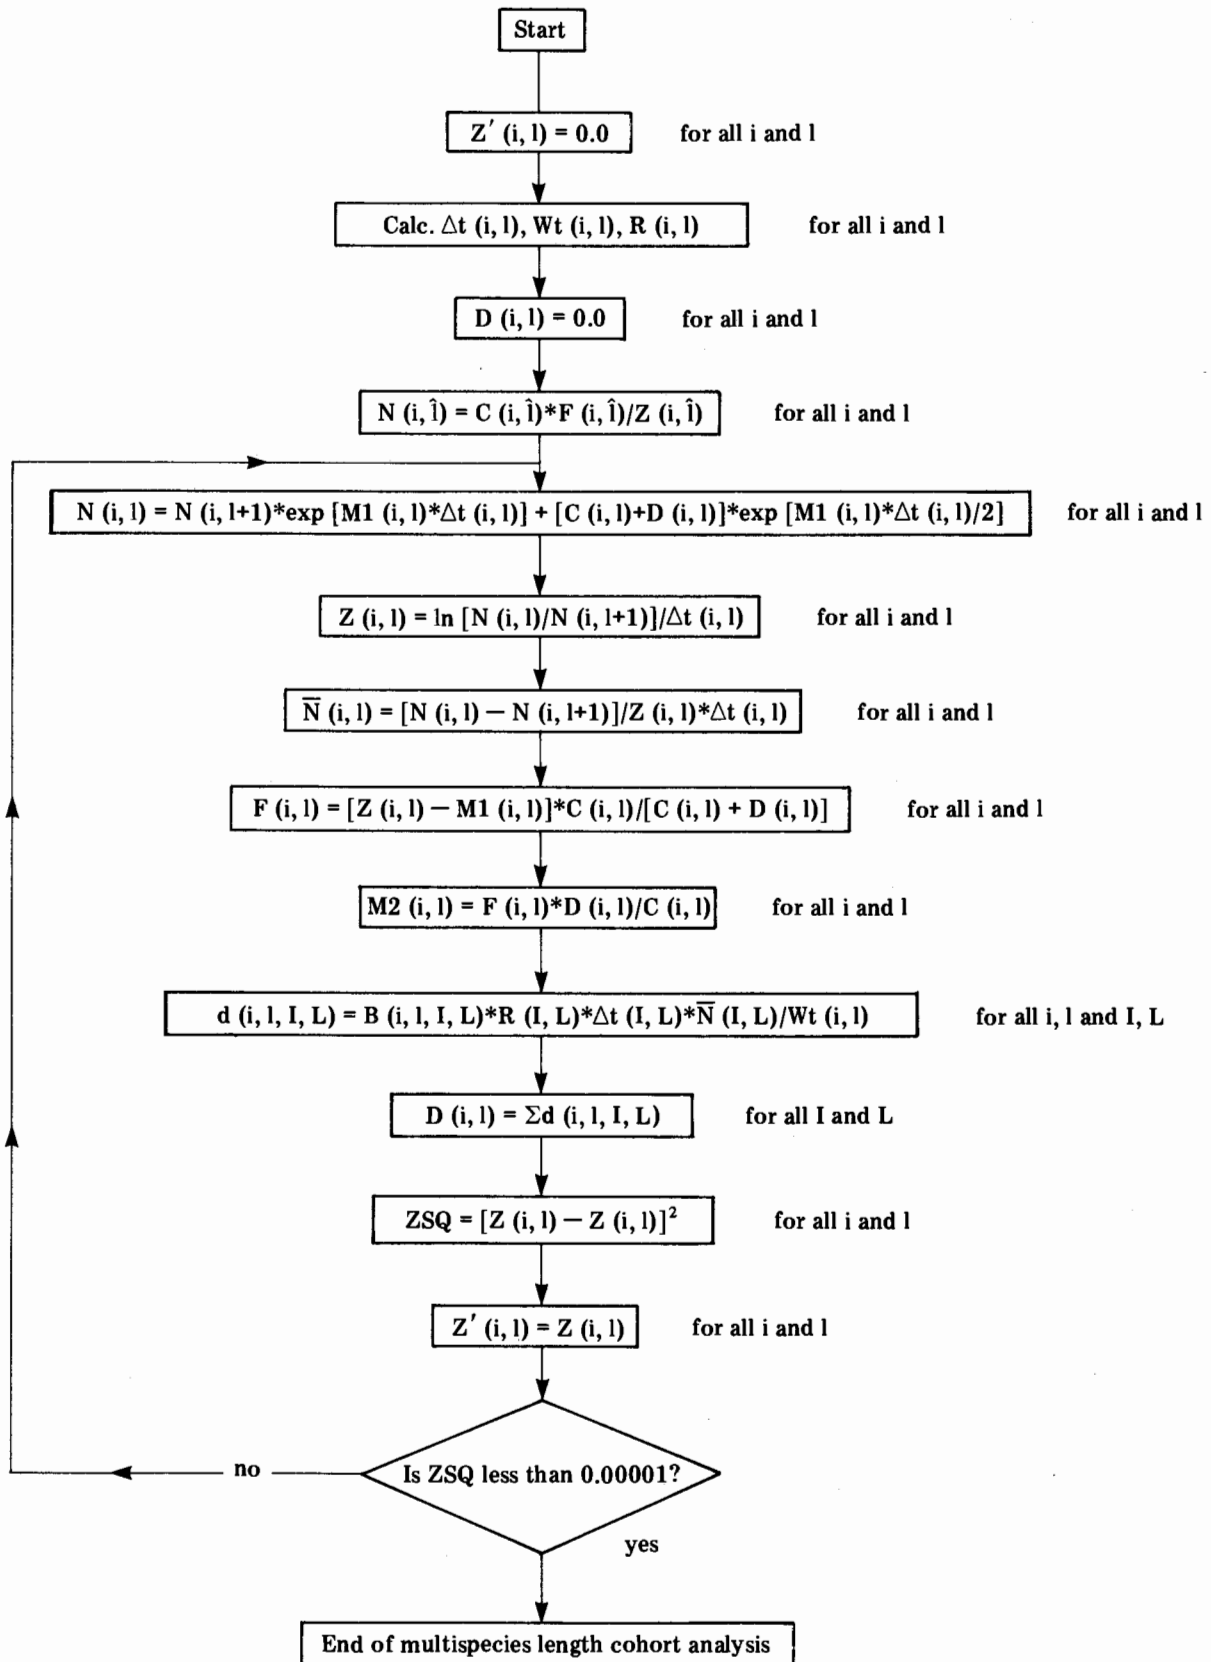 Start
Z′ (i, l) = 0.0 for all i and l
Calc. Δt (i, l), Wt (i, l), R (i, l) for all i and l
D (i, l) = 0.0 for all i and l
N (i, l̂) = C (i, l̂)*F (i, l̂)/Z (i, l̂) for all i and l
N (i, l) = N (i, l+1)*exp [M1 (i, l)*Δt (i, l)] + [C (i, l)+D (i, l)]*exp [M1 (i, l)*Δt (i, l)/2] for all i and l
Z (i, l) = ln [N (i, l)/N (i, l+1)]/Δt (i, l) for all i and l
N̅ (i, l) = [N (i, l) − N (i, l+1)]/Z (i, l)*Δt (i, l) for all i and l
F (i, l) = [Z (i, l) − M1 (i, l)]*C (i, l)/[C (i, l) + D (i, l)] for all i and l
M2 (i, l) = F (i, l)*D (i, l)/C (i, l) for all i and l
d (i, l, I, L) = B (i, l, I, L)*R (I, L)*Δt (I, L)*N̅ (I, L)/Wt (i, l) for all i, l and I, L
D (i, l) = Σd (i, l, I, L) for all I and L
ZSQ = [Z (i, l) − Z (i, l)]² for all i and l
Z′ (i, l) = Z (i, l) for all i and l
no
Is ZSQ less than 0.00001?
yes
End of multispecies length cohort analysis